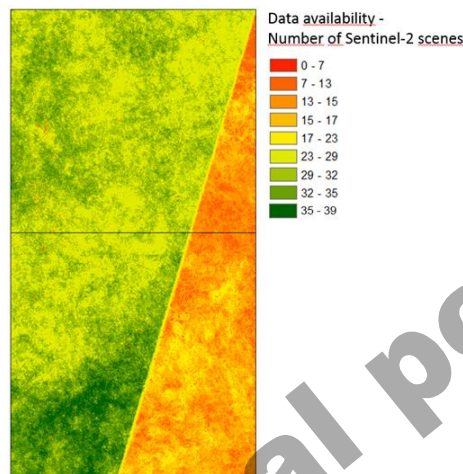 Data availability -
Number of Sentinel-2 scenes
0 - 7
7 - 13
13 - 15
15 - 17
17 - 23
23 - 29
29 - 32
32 - 35
35 - 39